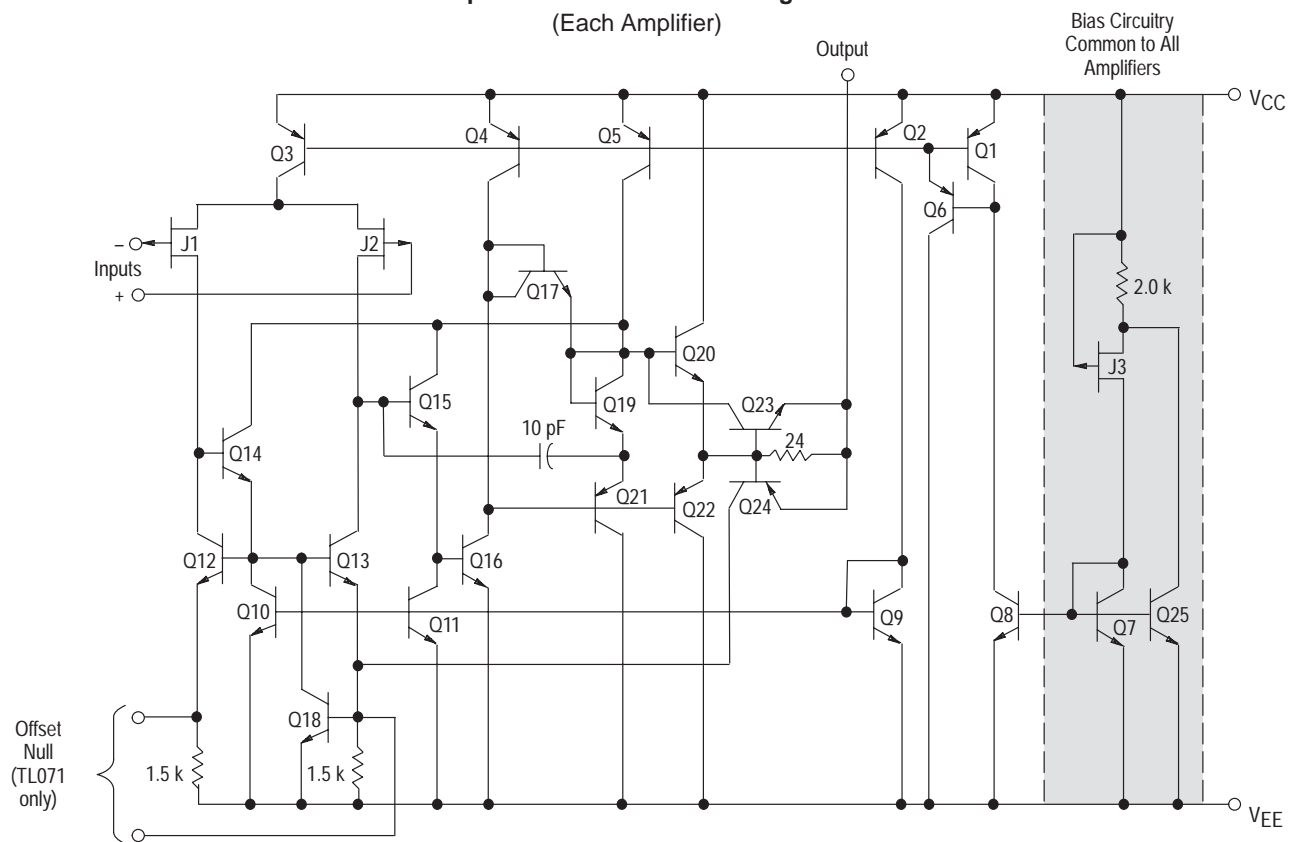 (Each Amplifier)
Output
Bias Circuitry
Common to All
Amplifiers
VCC
Q3
Q4
Q5
Q2
Q1
Q6
– J1
J2
Inputs
+
Q17
2.0 k
Q20
J3
Q15
Q19
Q23
10 pF
24
Q14
Q21
Q22
Q24
Q12
Q13
Q16
Q10
Q11
Q9
Q8
Q7
Q25
Offset
Null
(TL071
only)
Q18
1.5 k
1.5 k
VEE